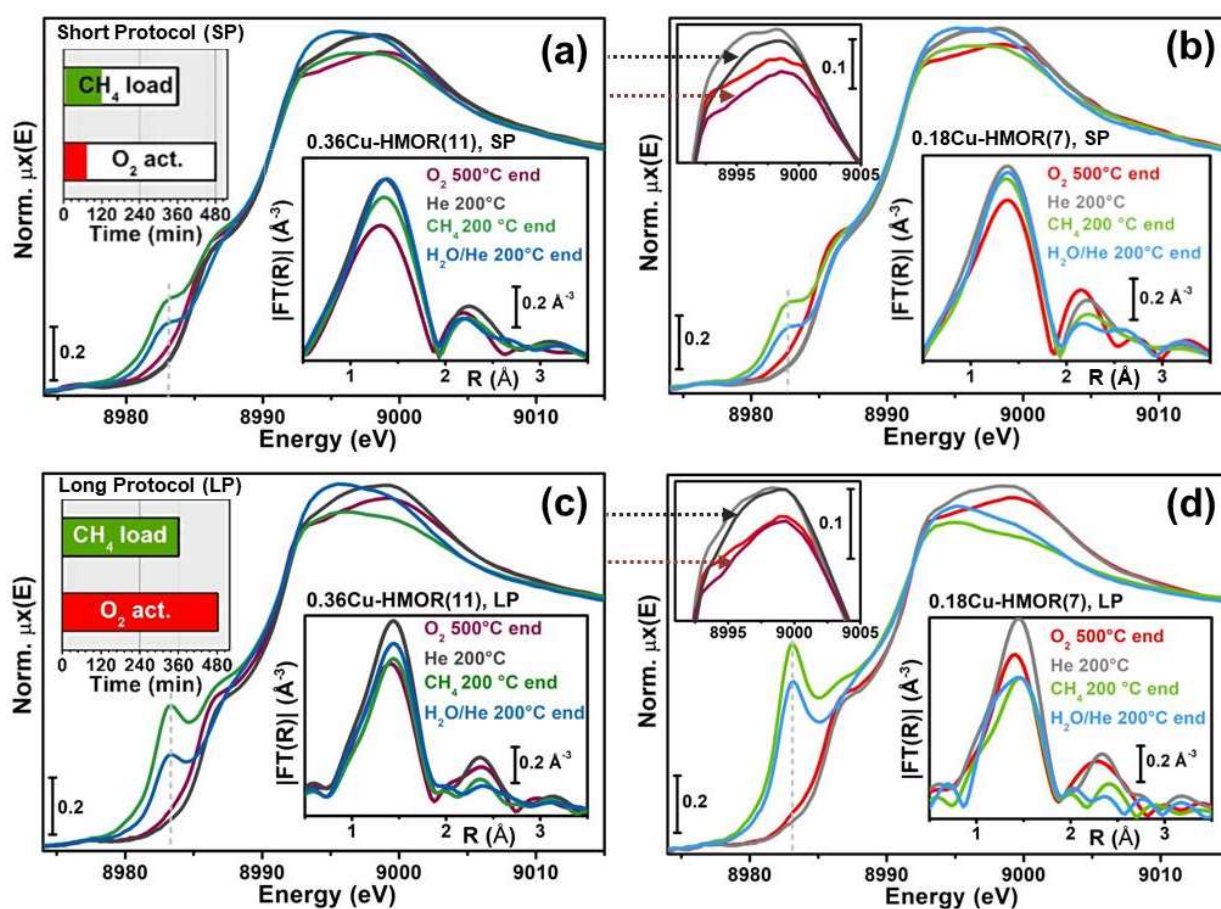 Short Protocol (SP)
CH4 load
O2 act.
0 120 240 360 480
Time (min)
(a)
0.36Cu-HMOR(11), SP
O2 500°C end
He 200°C
CH4 200 °C end
H2O/He 200°C end
0.2 Å-3
|FT(R)| (Å-3)
1 2 3
R (Å)
0.2
Norm. μx(E)
8980 8990 9000 9010
Energy (eV)
(b)
0.1
8995 9000 9005
0.18Cu-HMOR(7), SP
O2 500°C end
He 200°C
CH4 200 °C end
H2O/He 200°C end
0.2 Å-3
|FT(R)| (Å-3)
1 2 3
R (Å)
0.2
Norm. μx(E)
8980 8990 9000 9010
Energy (eV)
Long Protocol (LP)
CH4 load
O2 act.
0 120 240 360 480
Time (min)
(c)
0.36Cu-HMOR(11), LP
O2 500°C end
He 200°C
CH4 200 °C end
H2O/He 200°C end
0.2 Å-3
|FT(R)| (Å-3)
1 2 3
R (Å)
0.2
Norm. μx(E)
8980 8990 9000 9010
Energy (eV)
(d)
0.1
8995 9000 9005
0.18Cu-HMOR(7), LP
O2 500°C end
He 200°C
CH4 200 °C end
H2O/He 200°C end
0.2 Å-3
|FT(R)| (Å-3)
1 2 3
R (Å)
0.2
Norm. μx(E)
8980 8990 9000 9010
Energy (eV)